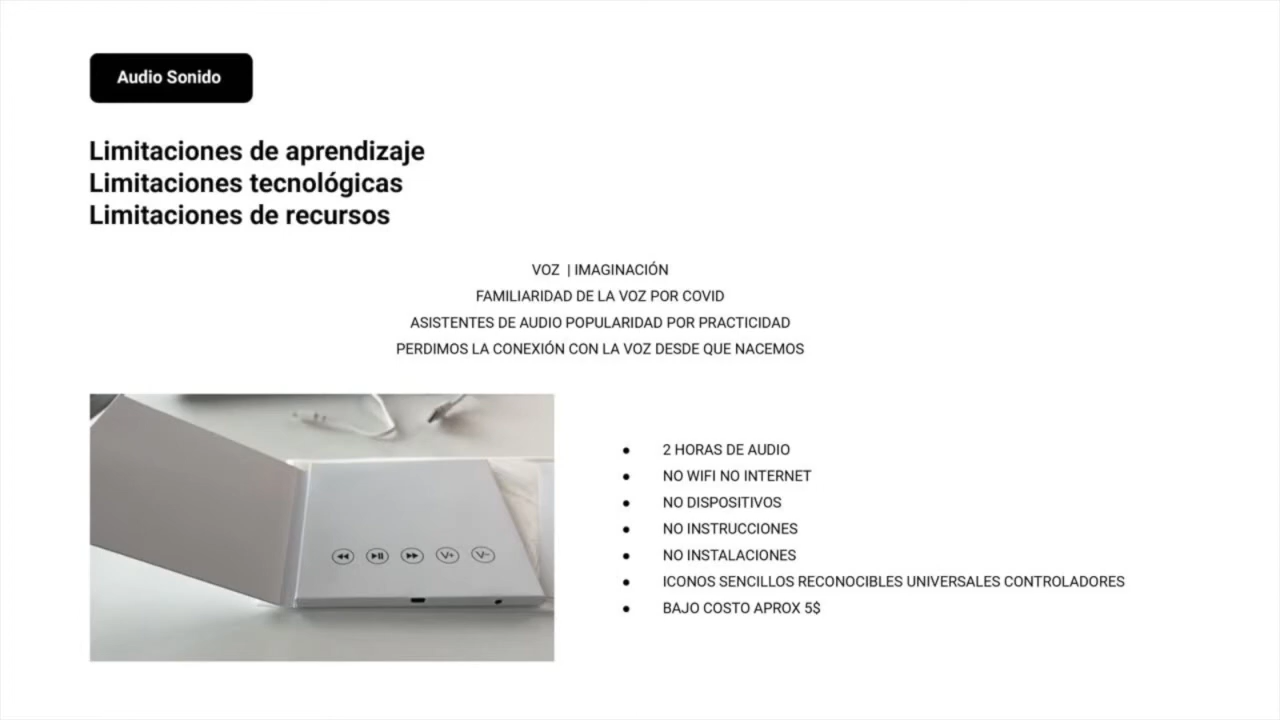 Audio Sonido
Limitaciones de aprendizaje
Limitaciones tecnológicas
Limitaciones de recursos
VOZ | IMAGINACIÓN
FAMILIARIDAD DE LA VOZ POR COVID
ASISTENTES DE AUDIO POPULARIDAD POR PRACTICIDAD
PERDIMOS LA CONEXIÓN CON LA VOZ DESDE QUE NACEMOS
● 2 HORAS DE AUDIO
● NO WIFI NO INTERNET
● NO DISPOSITIVOS
● NO INSTRUCCIONES
● NO INSTALACIONES
● ICONOS SENCILLOS RECONOCIBLES UNIVERSALES CONTROLADORES
● BAJO COSTO APROX 5$
V+ V-